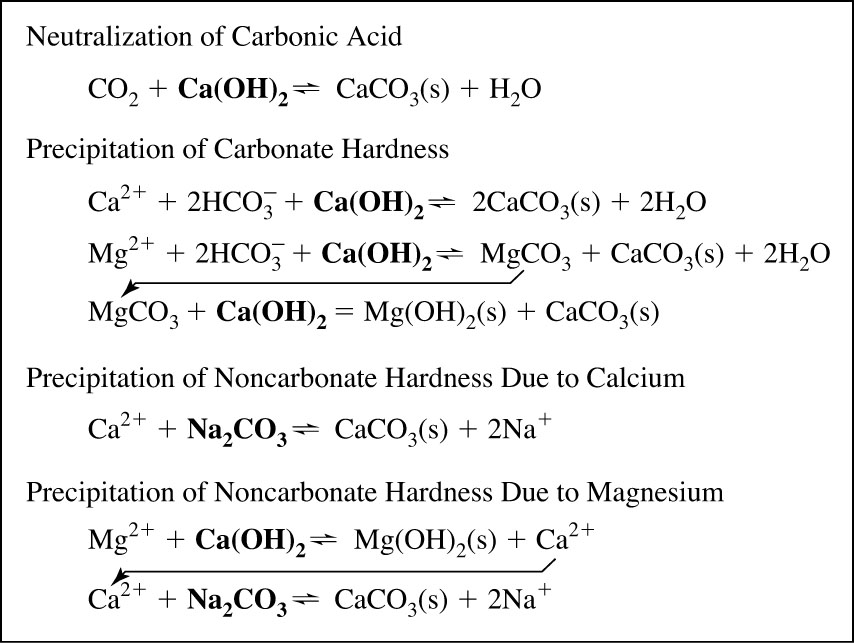 Neutralization of Carbonic Acid
CO₂ + Ca(OH)₂ ⇌ CaCO₃(s) + H₂O
Precipitation of Carbonate Hardness
Ca²⁺ + 2HCO₃⁻ + Ca(OH)₂ ⇌ 2CaCO₃(s) + 2H₂O
Mg²⁺ + 2HCO₃⁻ + Ca(OH)₂ ⇌ MgCO₃ + CaCO₃(s) + 2H₂O
MgCO₃ + Ca(OH)₂ = Mg(OH)₂(s) + CaCO₃(s)
Precipitation of Noncarbonate Hardness Due to Calcium
Ca²⁺ + Na₂CO₃ ⇌ CaCO₃(s) + 2Na⁺
Precipitation of Noncarbonate Hardness Due to Magnesium
Mg²⁺ + Ca(OH)₂ ⇌ Mg(OH)₂(s) + Ca²⁺
Ca²⁺ + Na₂CO₃ ⇌ CaCO₃(s) + 2Na⁺